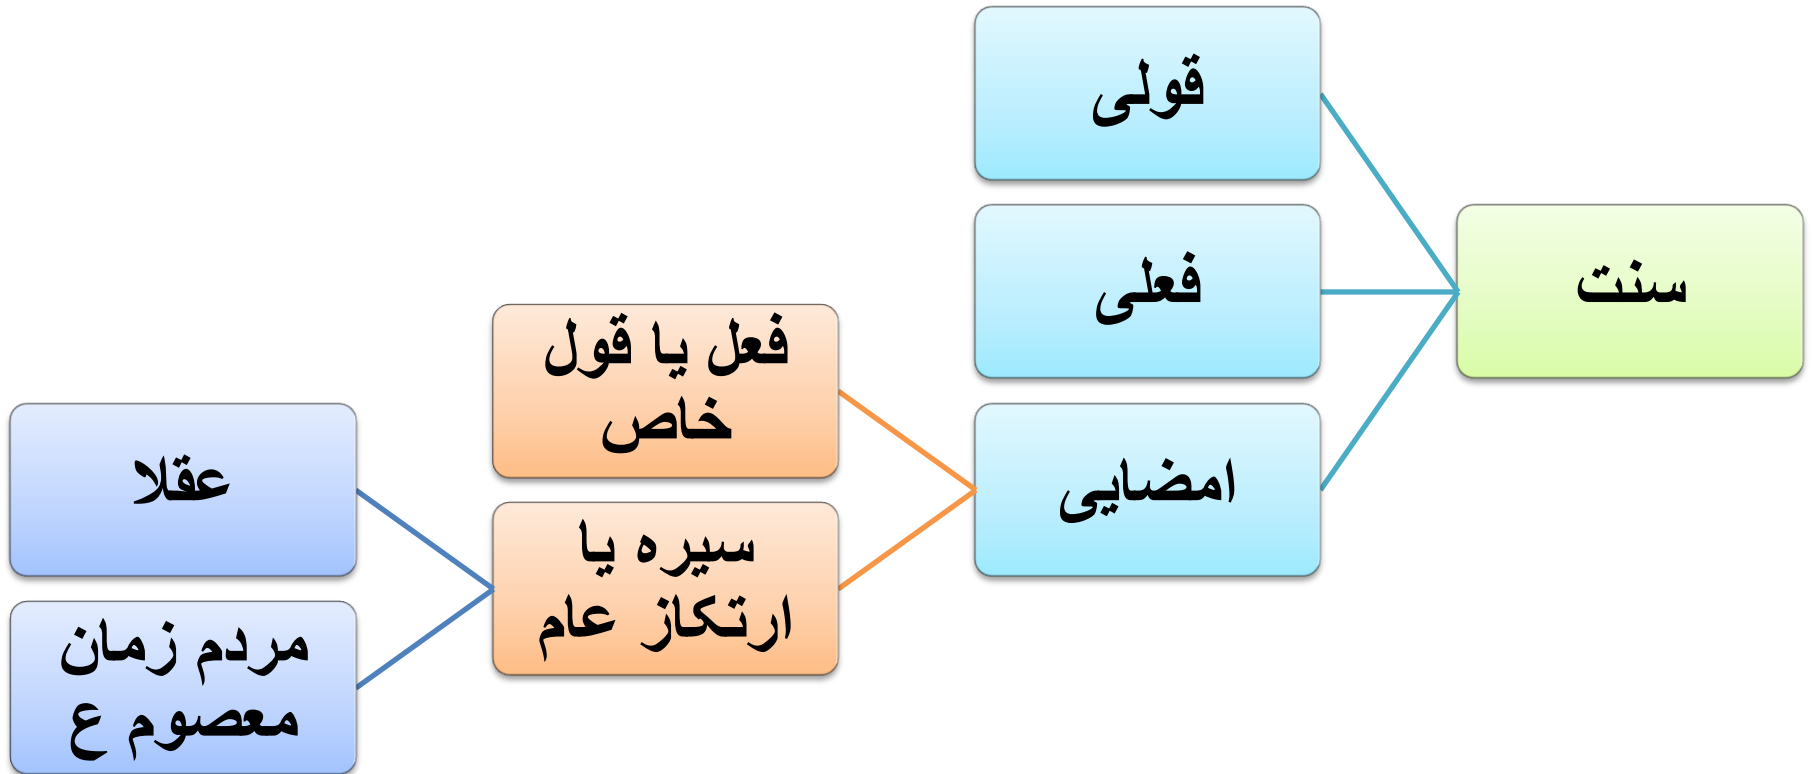 سنت
قولی
فعلی
امضایی
فعل یا قول
خاص
سیره یا
ارتکاز عام
عقلا
مردم زمان
معصوم ع